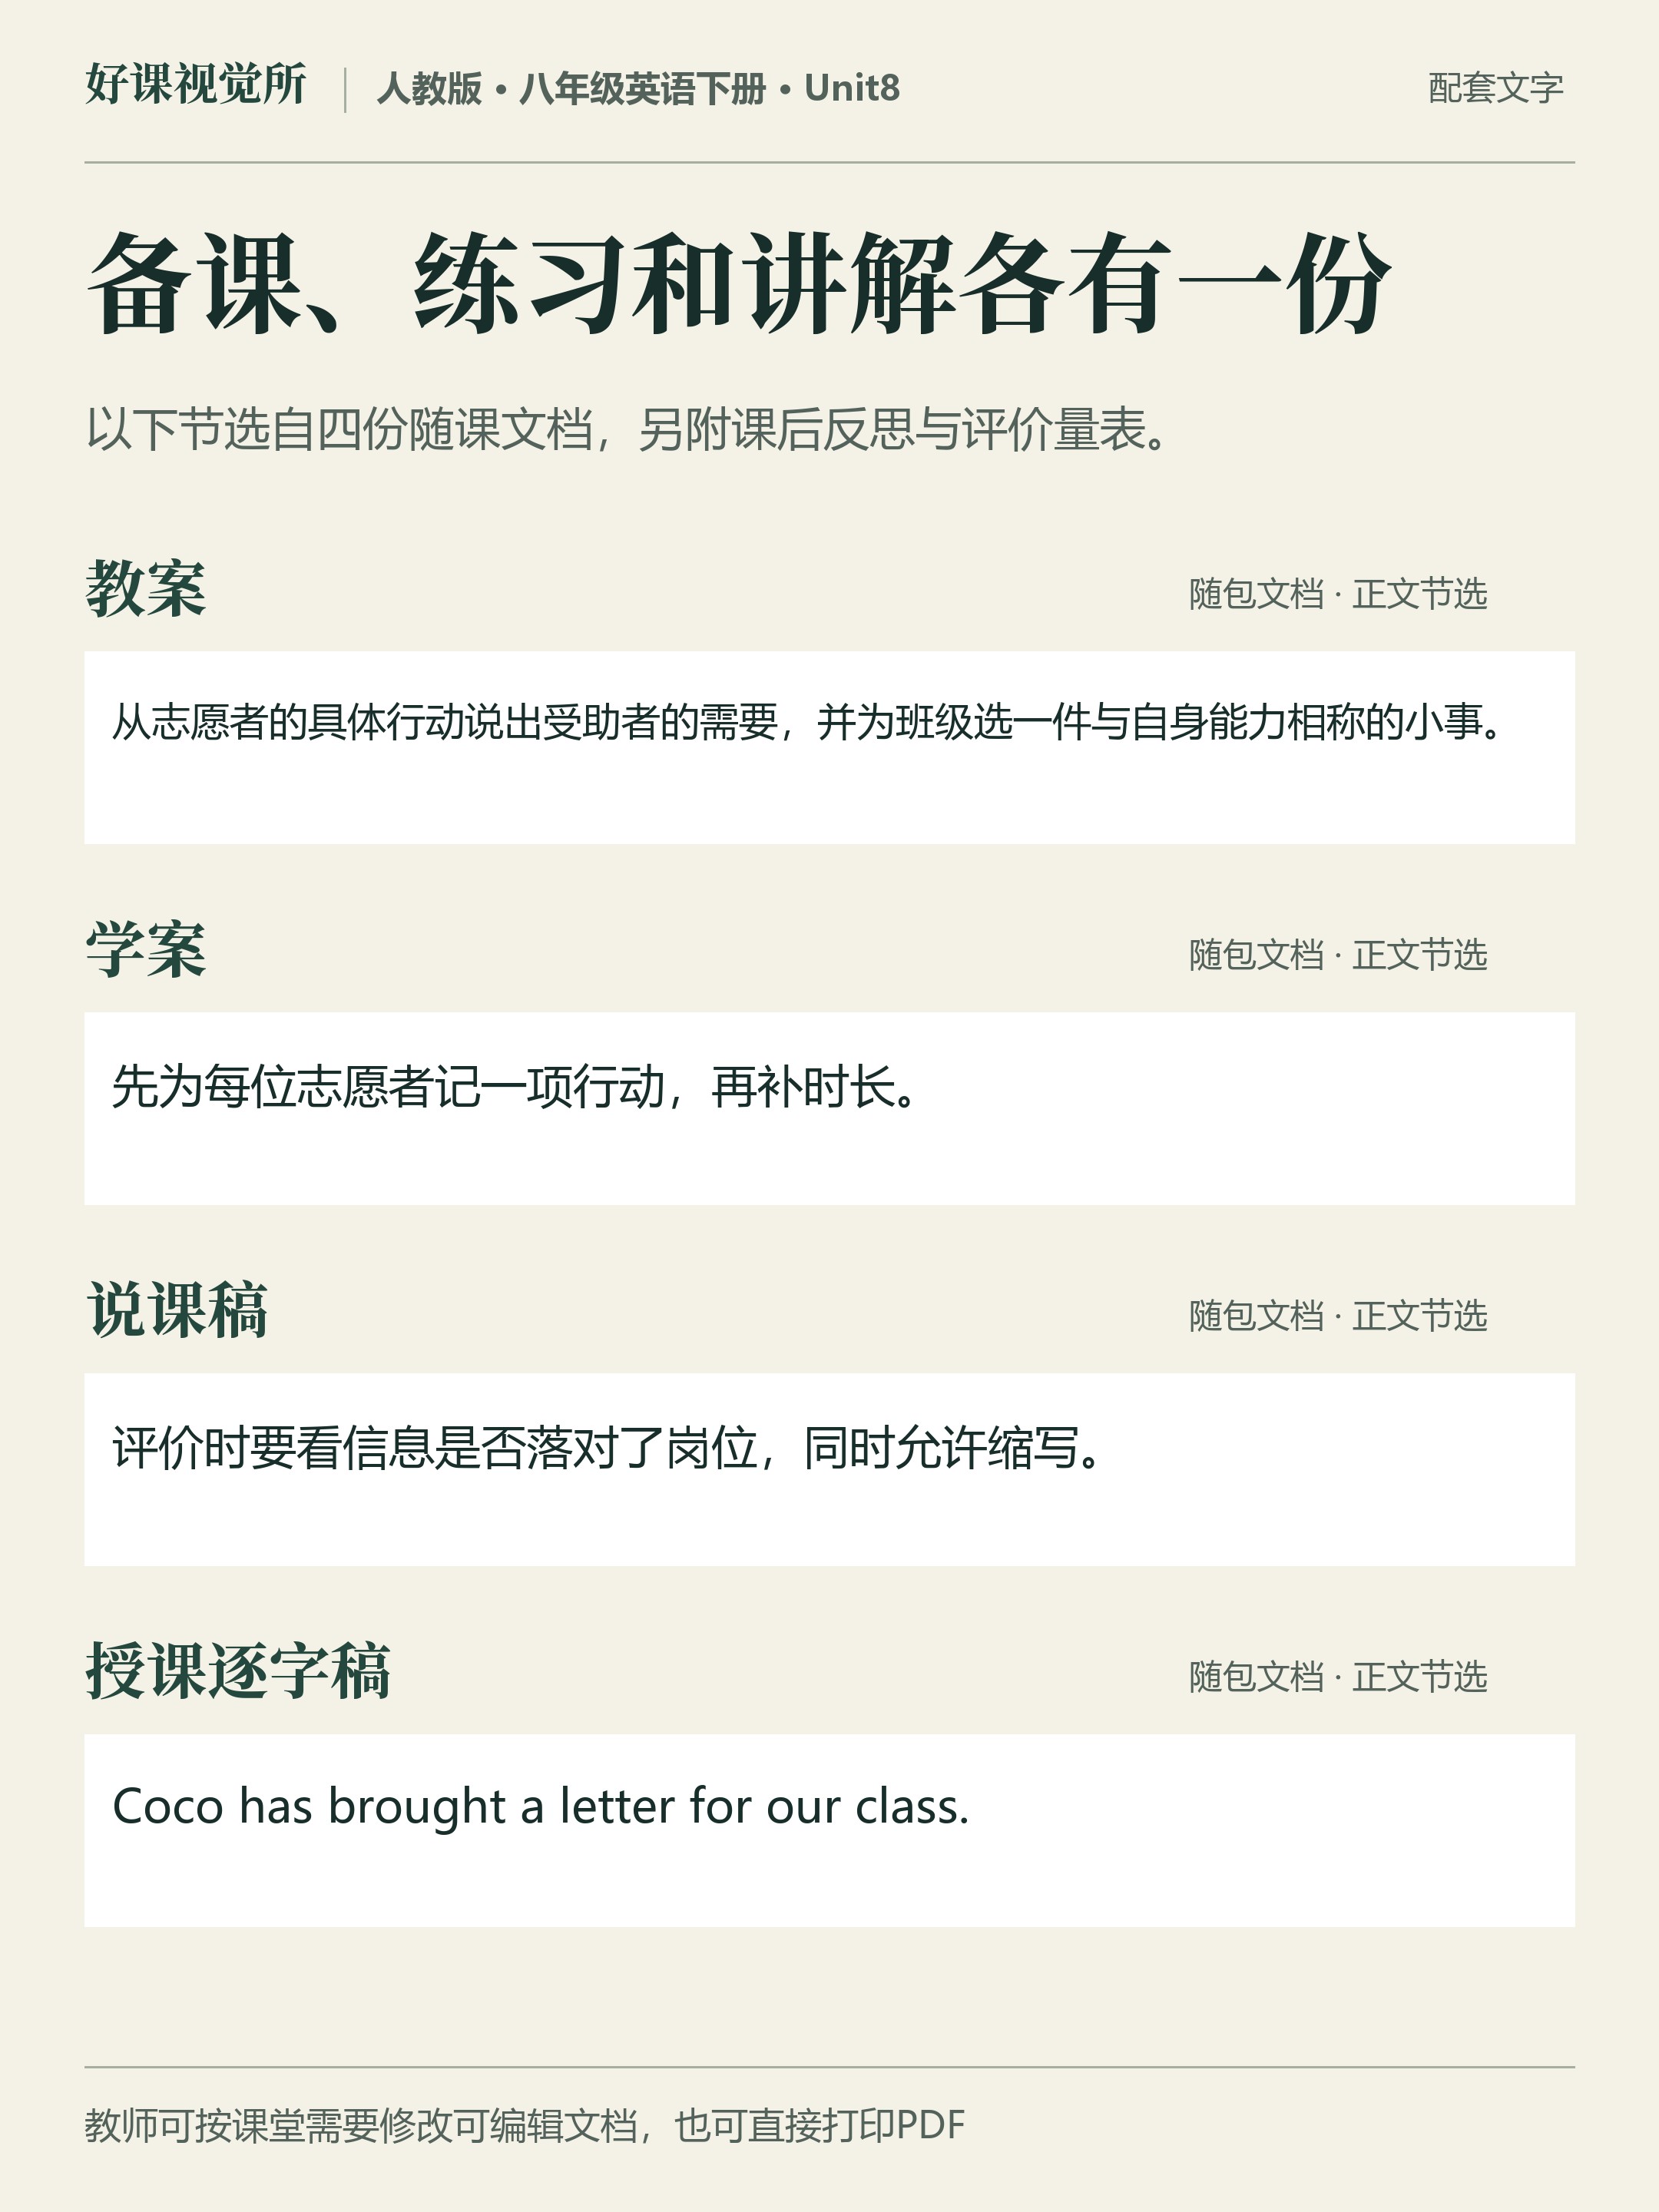 好课视觉所
人教版·八年级英语下册·Unit8
配套文字
备课、练习和讲解各有一份
以下节选自四份随课文档，另附课后反思与评价量表。
教案
随包文档·正文节选
从志愿者的具体行动说出受助者的需要，并为班级选一件与自身能力相称的小事。
学案
随包文档·正文节选
先为每位志愿者记一项行动，再补时长。
说课稿
随包文档·正文节选
评价时要看信息是否落对了岗位，同时允许缩写。
授课逐字稿
随包文档·正文节选
Coco has brought a letter for our class.
教师可按课堂需要修改可编辑文档，也可直接打印PDF